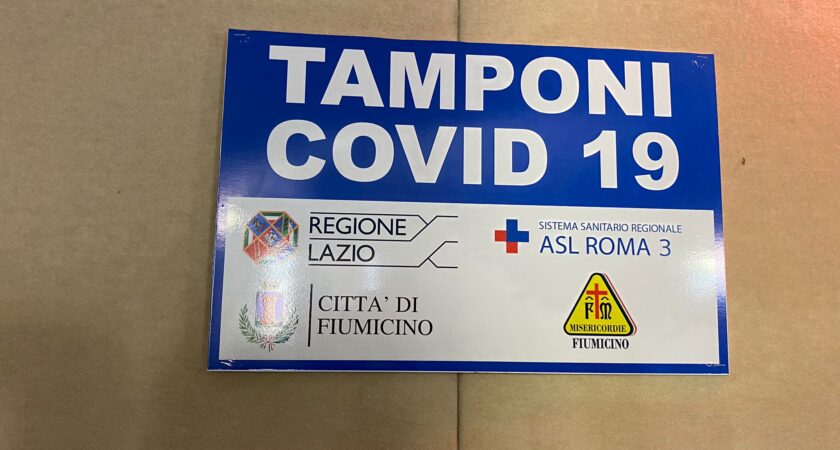 TAMPONI
COVID 19
REGIONE
LAZIO
SISTEMA SANITARIO REGIONALE
ASL ROMA 3
CITTA' DI
FIUMICINO
MISERICORDIE
FIUMICINO